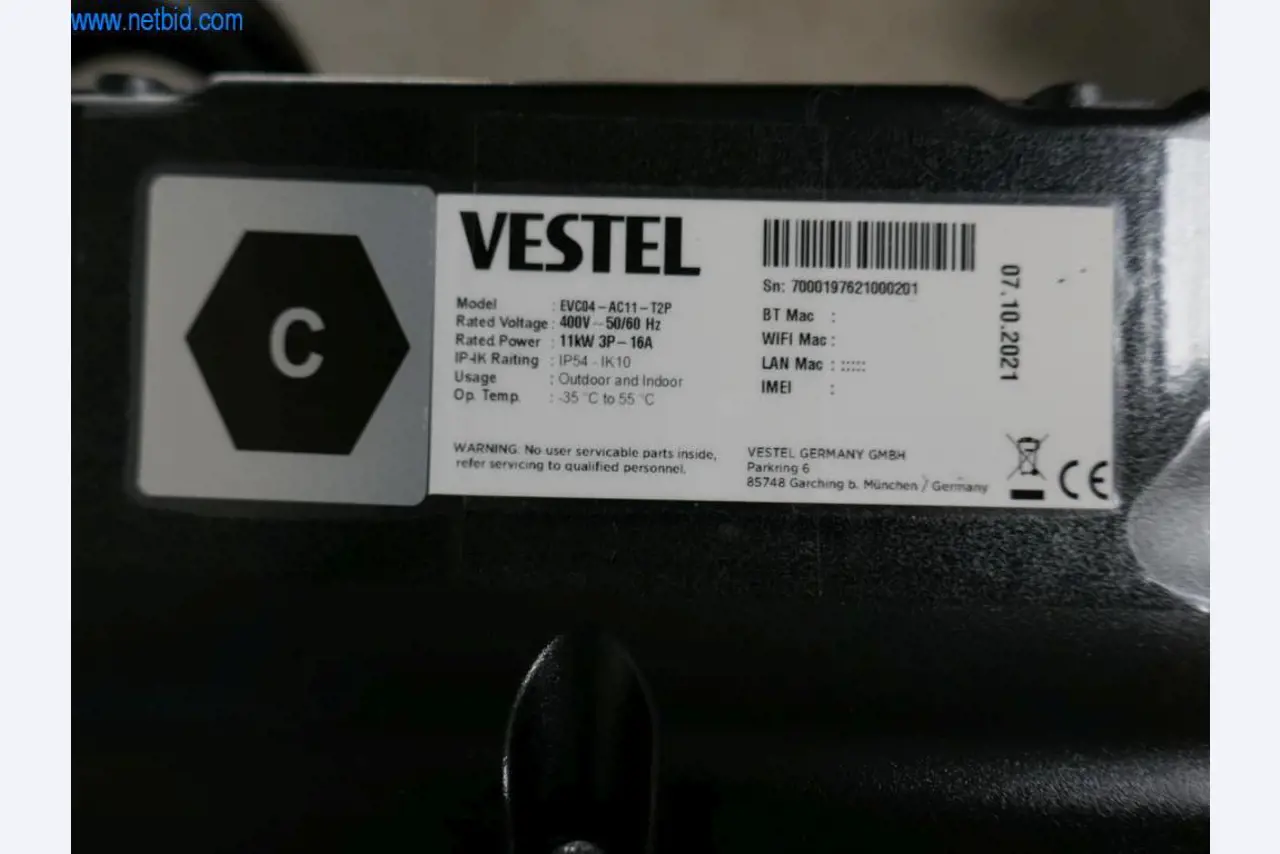 www.netbid.com
C
VESTEL
Model : EVC04-AC11-T2P
Rated Voltage : 400V ~ 50/60 Hz
Rated Power : 11kW 3P-16A
IP-IK Raiting : IP54 - IK10
Usage : Outdoor and Indoor
Op. Temp. : -35 °C to 55 °C
WARNING: No user servicable parts inside,
refer servicing to qualified personnel.
Sn: 7000197621000201
BT Mac :
WIFI Mac :
LAN Mac : :::::
IMEI :
VESTEL GERMANY GMBH
Parkring 6
85748 Garching b. München / Germany
07.10.2021
CE